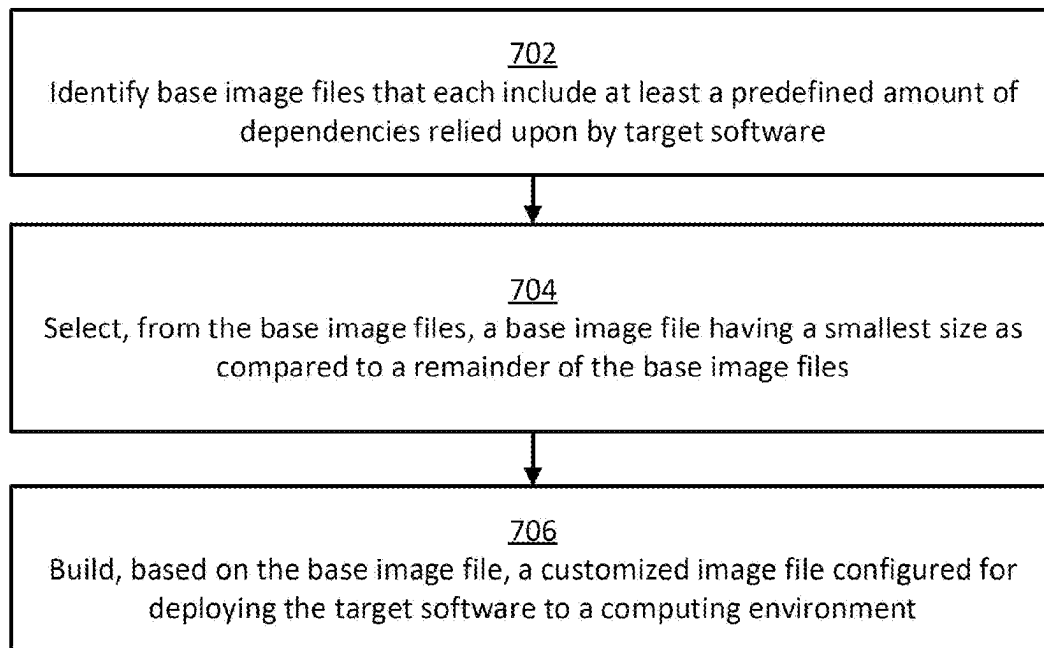 702
Identify base image files that each include at least a predefined amount of
dependencies relied upon by target software
704
Select, from the base image files, a base image file having a smallest size as
compared to a remainder of the base image files
706
Build, based on the base image file, a customized image file configured for
deploying the target software to a computing environment